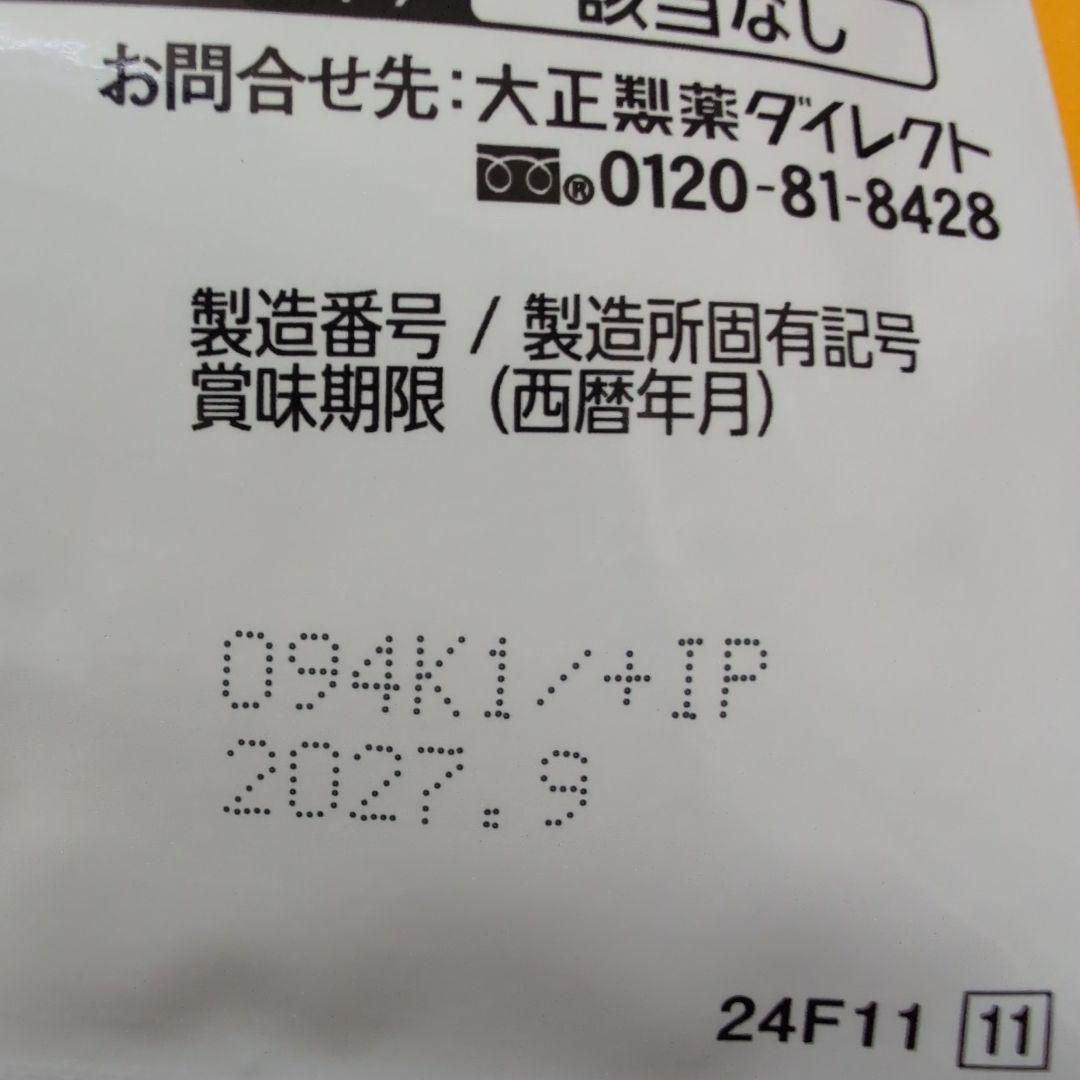 該当なし
お問合せ先:大正製薬ダイレクト
®0120-81-8428
製造番号 / 製造所固有記号
賞味期限 (西暦年月)
094K1/+IP
2027.9
24F11 11